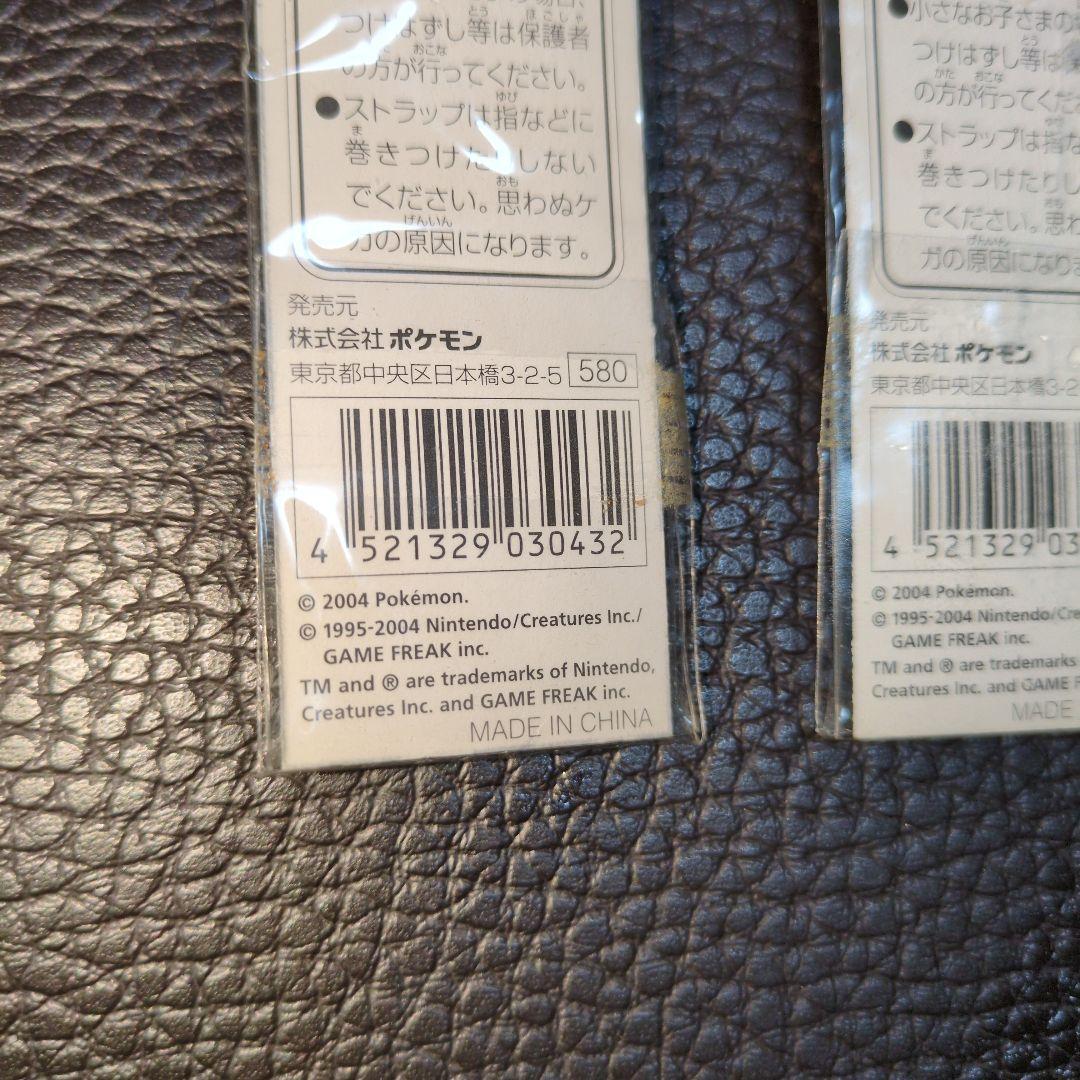 つけはずし等は保護者
の方が行ってください。
●ストラップは指などに
巻きつけたりしない
でください。思わぬケ
ガの原因になります。
発売元
株式会社 ポケモン
東京都中央区日本橋3-2-5 580
4 521329 030432
© 2004 Pokémon.
© 1995-2004 Nintendo/Creatures Inc./
GAME FREAK inc.
TM and ® are trademarks of Nintendo,
Creatures Inc. and GAME FREAK inc.
MADE IN CHINA
●小さなお子さまの
つけはずし等は
の方が行ってくだ
●ストラップは指な
巻きつけたりし
でください。思わ
ガの原因になりま
発売元
株式会社 ポケモン
東京都中央区日本橋3-2
4 521329 03
© 2004 Pokémon.
© 1995-2004 Nintendo/Cre
GAME FREAK inc.
TM and ® are trademarks
Creatures Inc. and GAME F
MADE